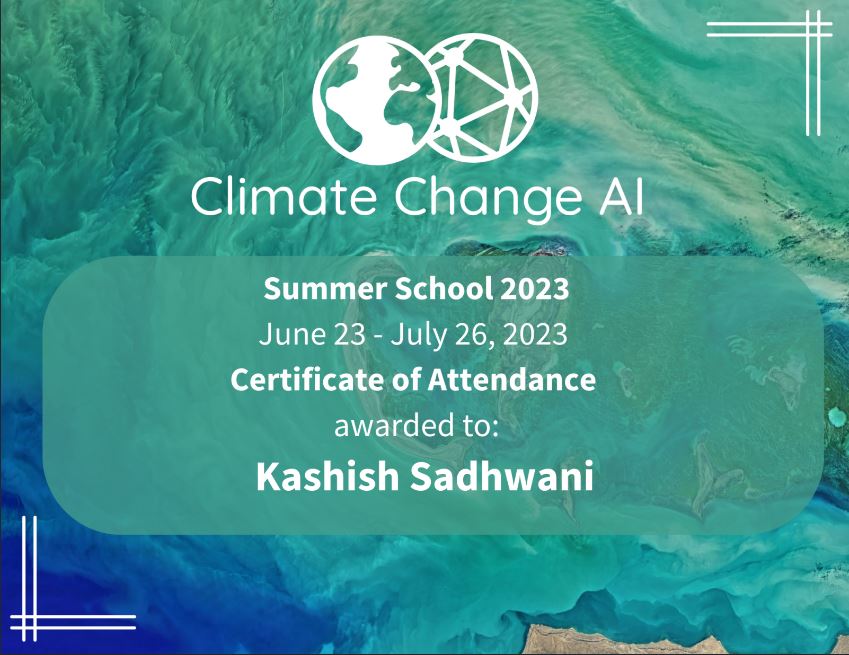 Climate Change AI
Summer School 2023
June 23 - July 26, 2023
Certificate of Attendance
awarded to:
Kashish Sadhwani